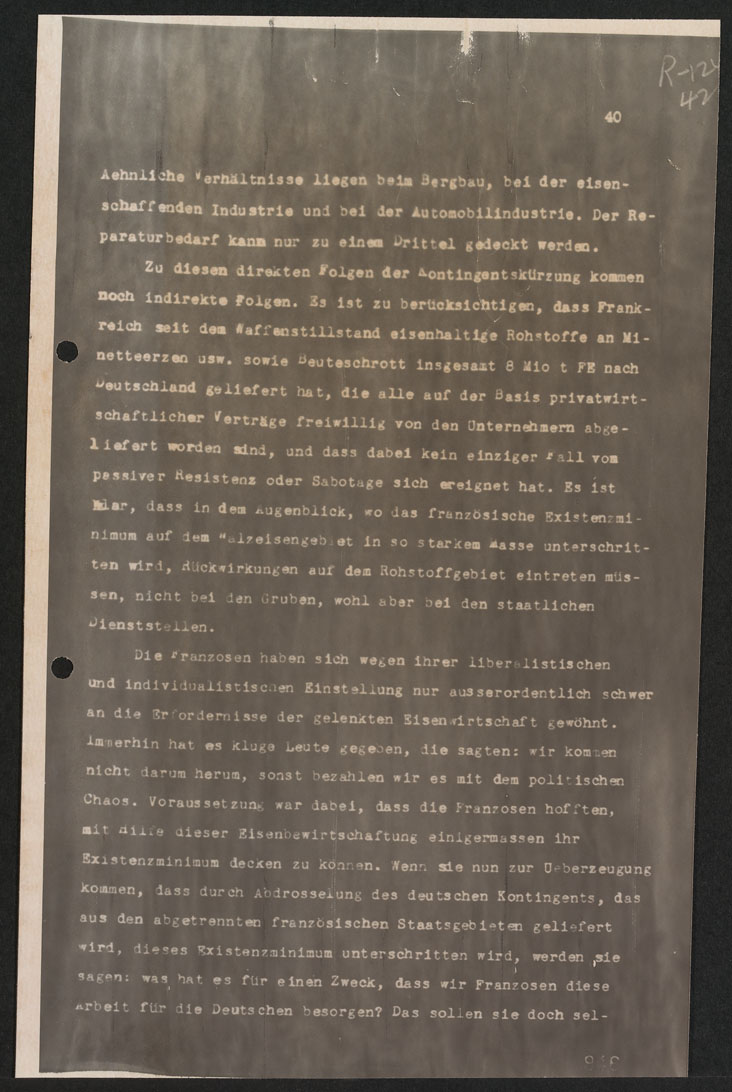 R-124
42
40
Aehnliche Verhältnisse liegen beim Bergbau, bei der eisen-
schaffenden Industrie und bei der Automobilindustrie. Der Re-
paraturbedarf kann nur zu einem Drittel gedeckt werden.
Zu diesen direkten Folgen der Kontingentskürzung kommen
noch indirekte Folgen. Es ist zu berücksichtigen, dass Frank-
reich seit dem Waffenstillstand eisenhaltige Rohstoffe an Mi-
netteerzen usw. sowie Beuteschrott insgesamt 8 Mio t FE nach
Deutschland geliefert hat, die alle auf der Basis privatwirt-
schaftlicher Verträge freiwillig von den Unternehmern abge-
liefert worden sind, und dass dabei kein einziger Fall vom
passiver Resistenz oder Sabotage sich ereignet hat. Es ist
klar, dass in dem Augenblick, wo das französische Existenzmi-
nimum auf dem Walzeisengebiet in so starkem Masse unterschrit-
ten wird, Rückwirkungen auf dem Rohstoffgebiet eintreten müs-
sen, nicht bei den Gruben, wohl aber bei den staatlichen
Dienststellen.
Die Franzosen haben sich wegen ihrer liberalistischen
und individualistischen Einstellung nur ausserordentlich schwer
an die Erfordernisse der gelenkten Eisenwirtschaft gewöhnt.
Immerhin hat es kluge Leute gegeben, die sagten: wir kommen
nicht darum herum, sonst bezahlen wir es mit dem politischen
Chaos. Voraussetzung war dabei, dass die Franzosen hofften,
mit Hilfe dieser Eisenbewirtschaftung einigermassen ihr
Existenzminimum decken zu können. Wenn sie nun zur Ueberzeugung
kommen, dass durch Abdrosselung des deutschen Kontingents, das
aus den abgetrennten französischen Staatsgebieten geliefert
wird, dieses Existenzminimum unterschritten wird, werden sie
sagen: was hat es für einen Zweck, dass wir Franzosen diese
Arbeit für die Deutschen besorgen? Das sollen sie doch sel-